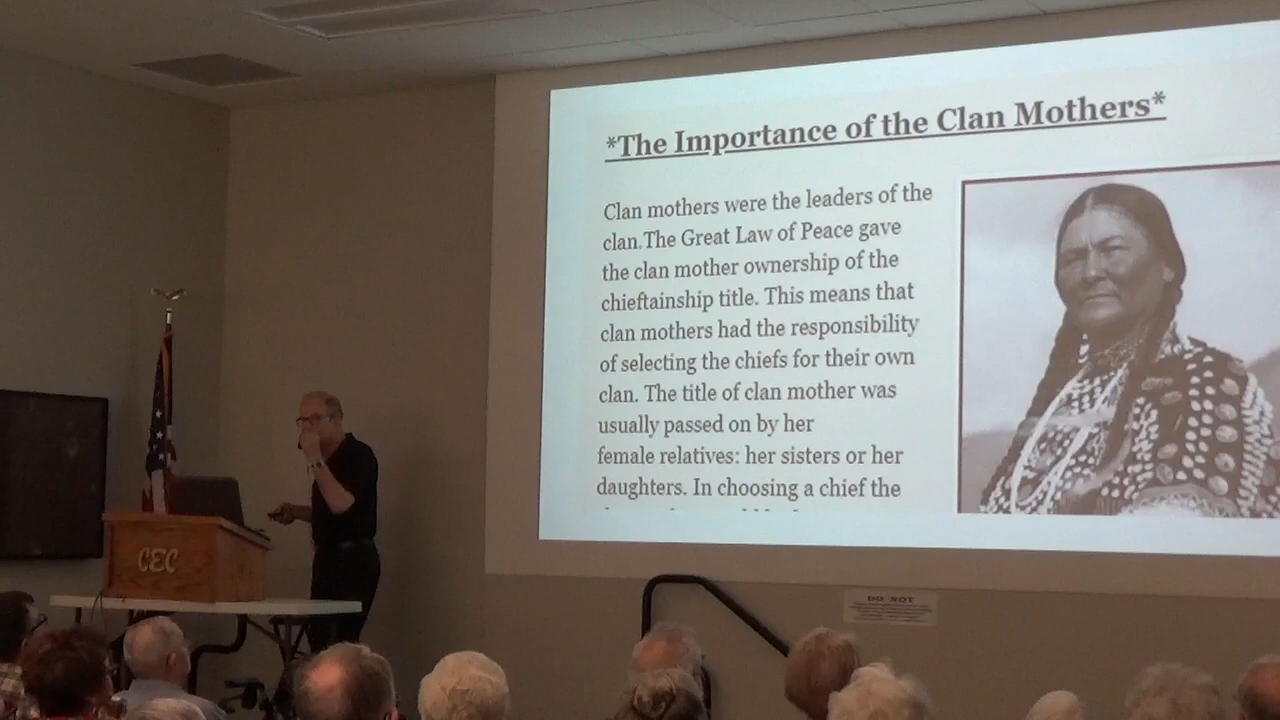 *The Importance of the Clan Mothers*
Clan mothers were the leaders of the
clan.The Great Law of Peace gave
the clan mother ownership of the
chieftainship title. This means that
clan mothers had the responsibility
of selecting the chiefs for their own
clan. The title of clan mother was
usually passed on by her
female relatives: her sisters or her
daughters. In choosing a chief the
CEC
DO NOT